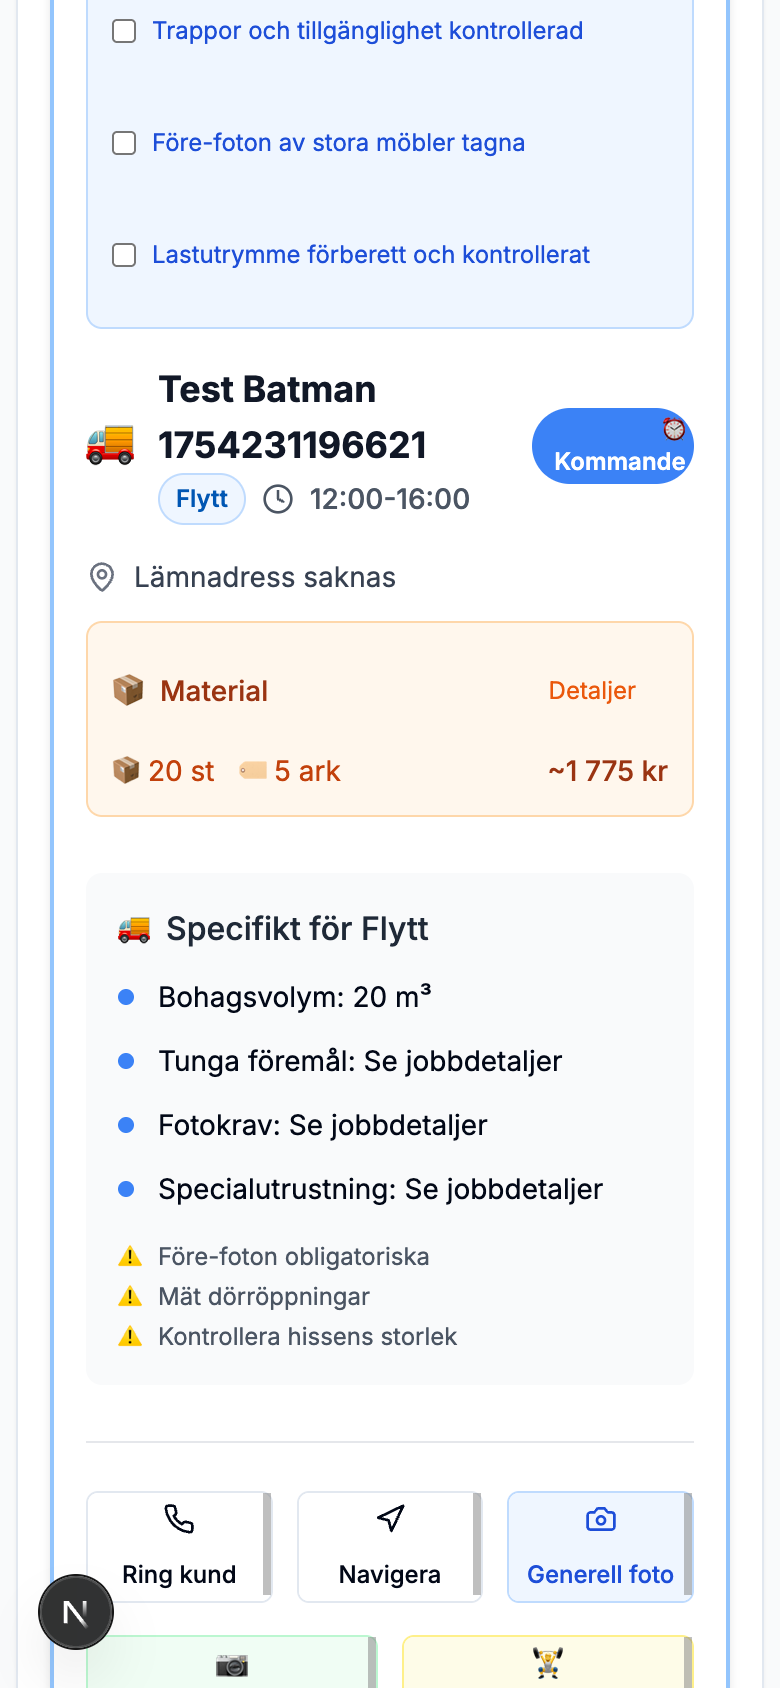 Trappor och tillgänglighet kontrollerad
Före-foton av stora möbler tagna
Lastutrymme förberett och kontrollerat
Test Batman
1754231196621
Kommande
Flytt 12:00-16:00
Lämnadress saknas
Material Detaljer
20 st 5 ark ~1 775 kr
Specifikt för Flytt
Bohagsvolym: 20 m³
Tunga föremål: Se jobbdetaljer
Fotokrav: Se jobbdetaljer
Specialutrustning: Se jobbdetaljer
Före-foton obligatoriska
Mät dörröppningar
Kontrollera hissens storlek
Ring kund Navigera Generell foto
N